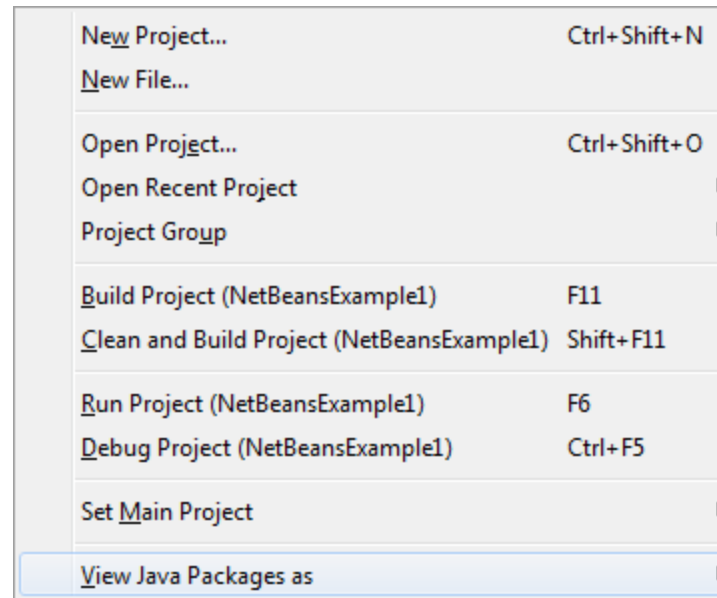 New Project... Ctrl+Shift+N
New File...
Open Project... Ctrl+Shift+O
Open Recent Project
Project Group
Build Project (NetBeansExample1) F11
Clean and Build Project (NetBeansExample1) Shift+F11
Run Project (NetBeansExample1) F6
Debug Project (NetBeansExample1) Ctrl+F5
Set Main Project
View Java Packages as